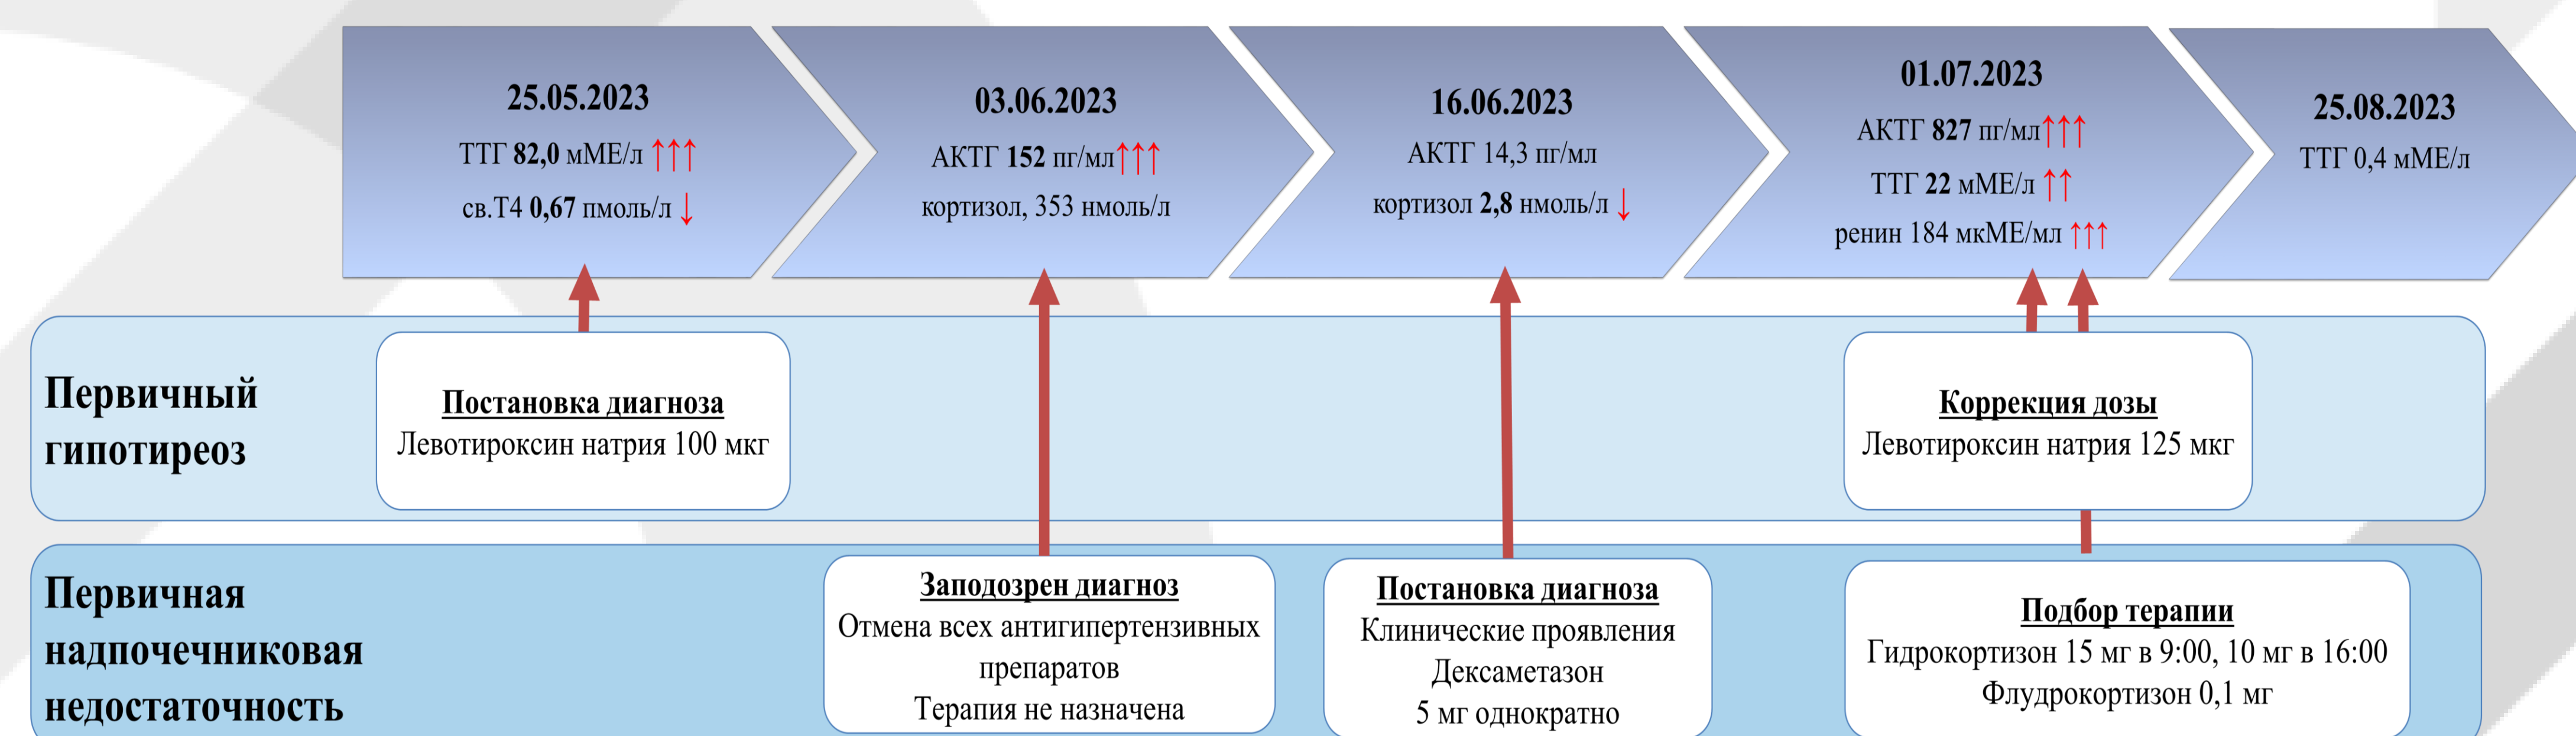 25.05.2023
ТТГ 82,0 мМЕ/л ↑↑↑
св.Т4 0,67 пмоль/л ↓
03.06.2023
АКТГ 152 пг/мл↑↑↑
кортизол, 353 нмоль/л
16.06.2023
АКТГ 14,3 пг/мл
кортизол 2,8 нмоль/л ↓
01.07.2023
АКТГ 827 пг/мл↑↑↑
ТТГ 22 мМЕ/л ↑↑
ренин 184 мкМЕ/мл ↑↑↑
25.08.2023
ТТГ 0,4 мМЕ/л
Первичный
гипотиреоз
Постановка диагноза
Левотироксин натрия 100 мкг
Коррекция дозы
Левотироксин натрия 125 мкг
Первичная
надпочечниковая
недостаточность
Заподозрен диагноз
Отмена всех антигипертензивных
препаратов
Терапия не назначена
Постановка диагноза
Клинические проявления
Дексаметазон
5 мг однократно
Подбор терапии
Гидрокортизон 15 мг в 9:00, 10 мг в 16:00
Флудрокортизон 0,1 мг